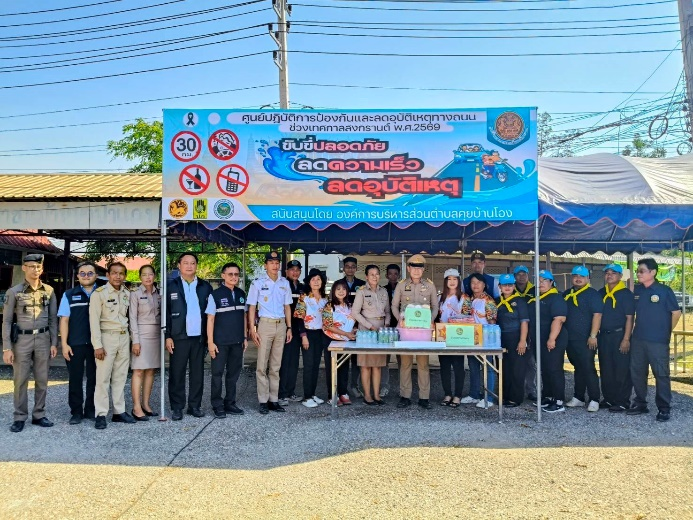 ศูนย์ปฏิบัติการป้องกันและลดอุบัติเหตุทางถนน
ช่วงเทศกาลสงกรานต์ พ.ศ.2569
30
ขับขี่ปลอดภัย
ลดความเร็ว
ลดอุบัติเหตุ
สนับสนุนโดย องค์การบริหารส่วนตำบลคุยบ้านโอง